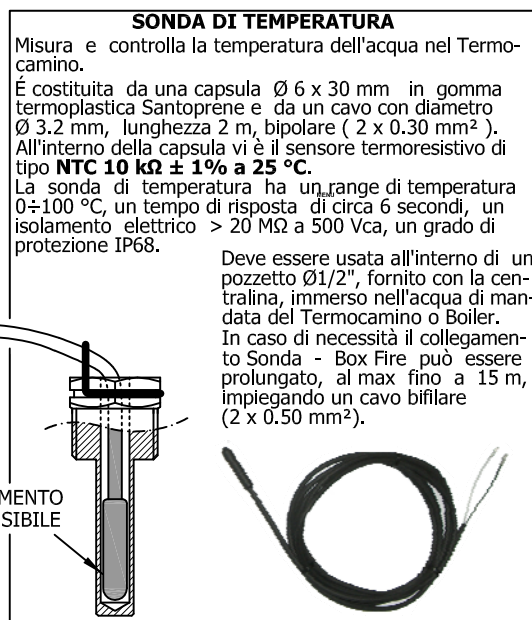 SONDA DI TEMPERATURA
Misura e controlla la temperatura dell'acqua nel Termo-
camino.
É costituita da una capsula Ø 6 x 30 mm in gomma
termoplastica Santoprene e da un cavo con diametro
Ø 3.2 mm, lunghezza 2 m, bipolare ( 2 x 0.30 mm² ).
All'interno della capsula vi è il sensore termoresistivo di
tipo NTC 10 kΩ ± 1% a 25 °C.
La sonda di temperatura ha un range di temperatura
MENU
0÷100 °C, un tempo di risposta di circa 6 secondi, un
isolamento elettrico > 20 MΩ a 500 Vca, un grado di
protezione IP68.
Deve essere usata all'interno di un
pozzetto Ø1/2", fornito con la cen-
tralina, immerso nell'acqua di man-
data del Termocamino o Boiler.
In caso di necessità il collegamen-
to Sonda - Box Fire può essere
prolungato, al max fino a 15 m,
impiegando un cavo bifilare
(2 x 0.50 mm²).
MENTO
SIBILE